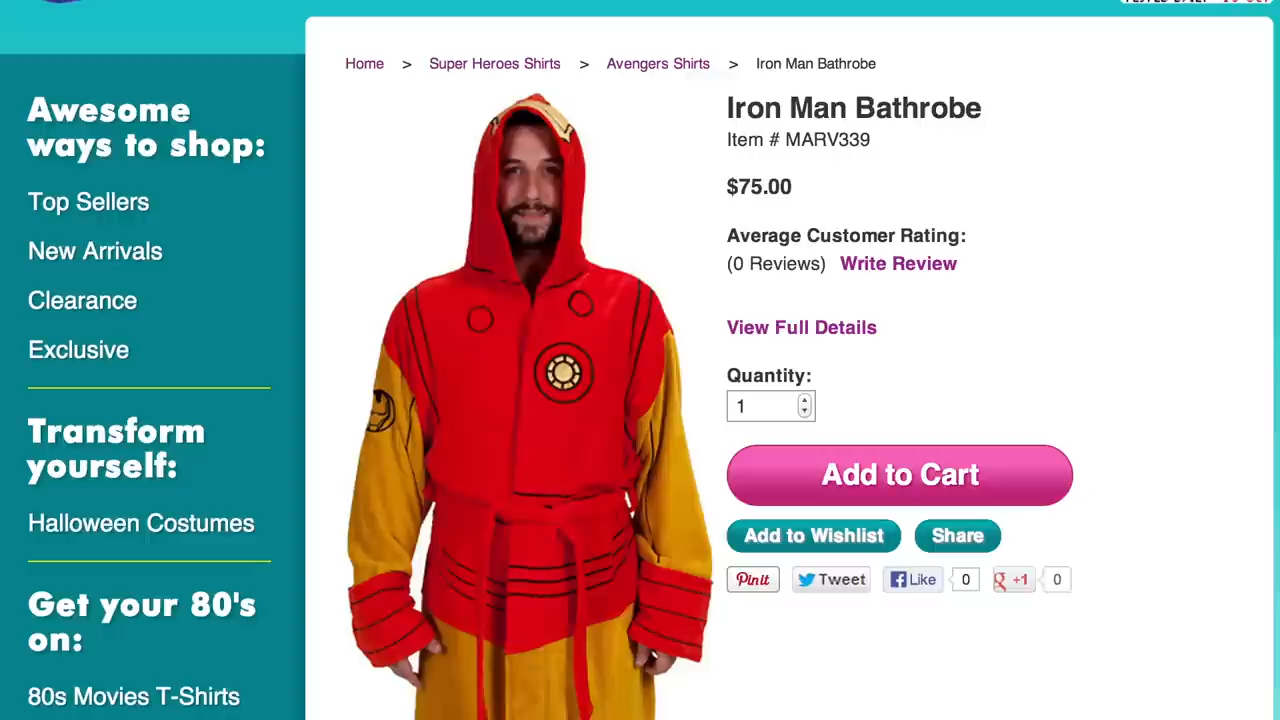 Home > Super Heroes Shirts > Avengers Shirts > Iron Man Bathrobe
Awesome
ways to shop:
Top Sellers
New Arrivals
Clearance
Exclusive
Transform
yourself:
Halloween Costumes
Get your 80's
on:
80s Movies T-Shirts
Iron Man Bathrobe
Item # MARV339
$75.00
Average Customer Rating:
(0 Reviews) Write Review
View Full Details
Quantity:
1
Add to Cart
Add to Wishlist Share
Pinit Tweet Like 0 g +1 0